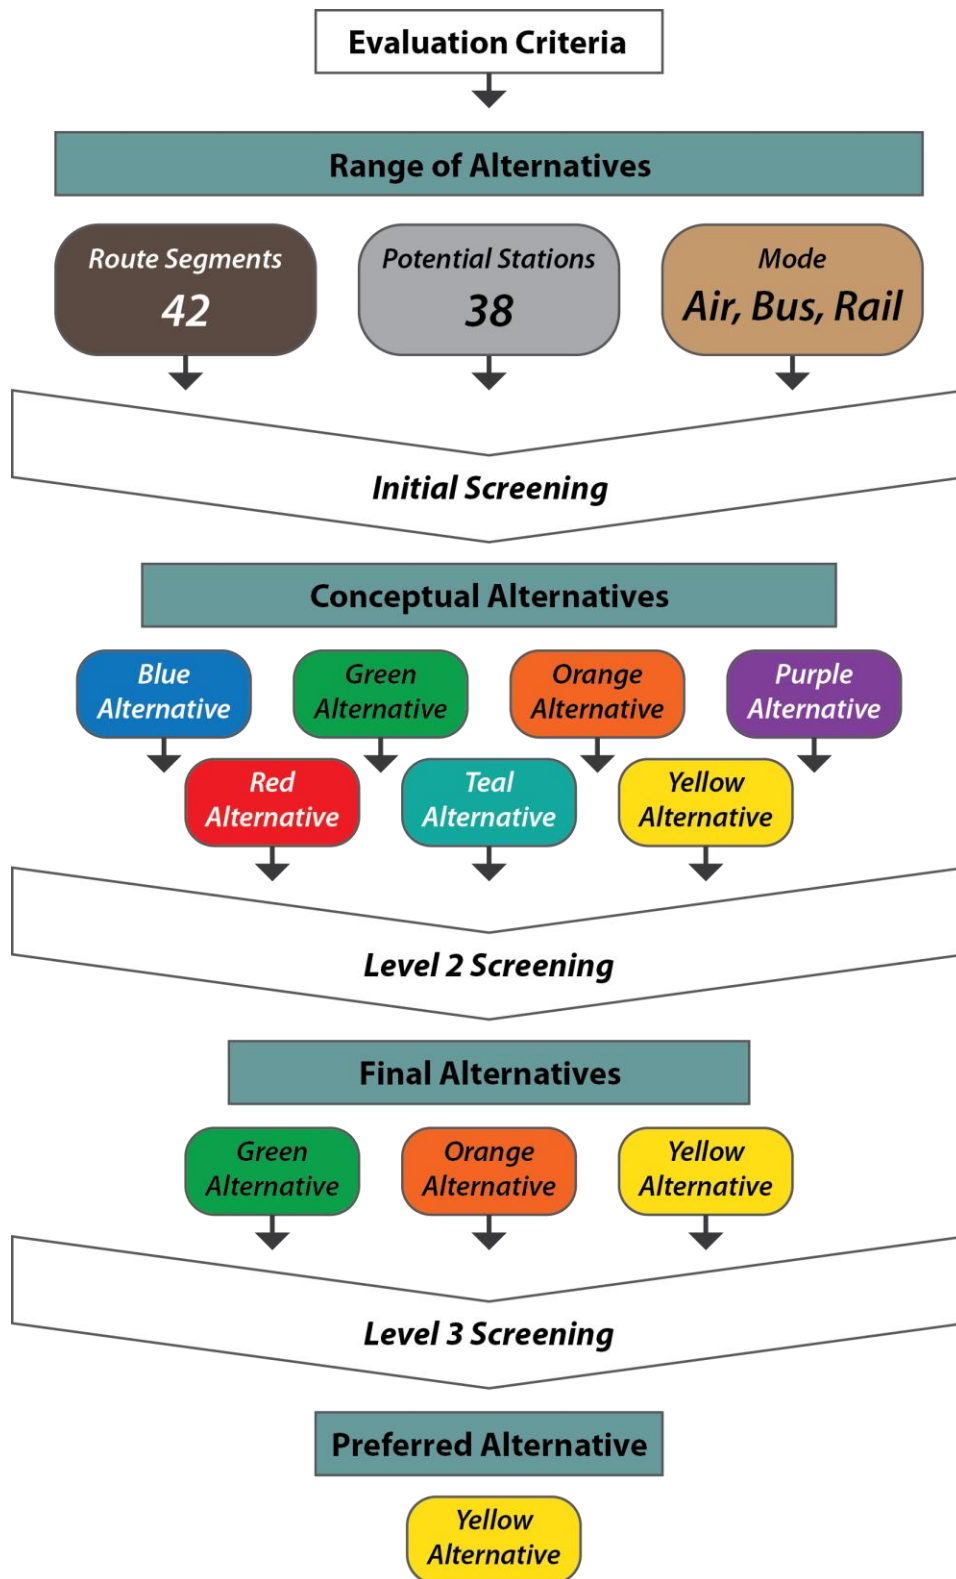 Evaluation Criteria
Range of Alternatives
Route Segments
42
Potential Stations
38
Mode
Air, Bus, Rail
Initial Screening
Conceptual Alternatives
Blue
Alternative
Green
Alternative
Orange
Alternative
Purple
Alternative
Red
Alternative
Teal
Alternative
Yellow
Alternative
Level 2 Screening
Final Alternatives
Green
Alternative
Orange
Alternative
Yellow
Alternative
Level 3 Screening
Preferred Alternative
Yellow
Alternative